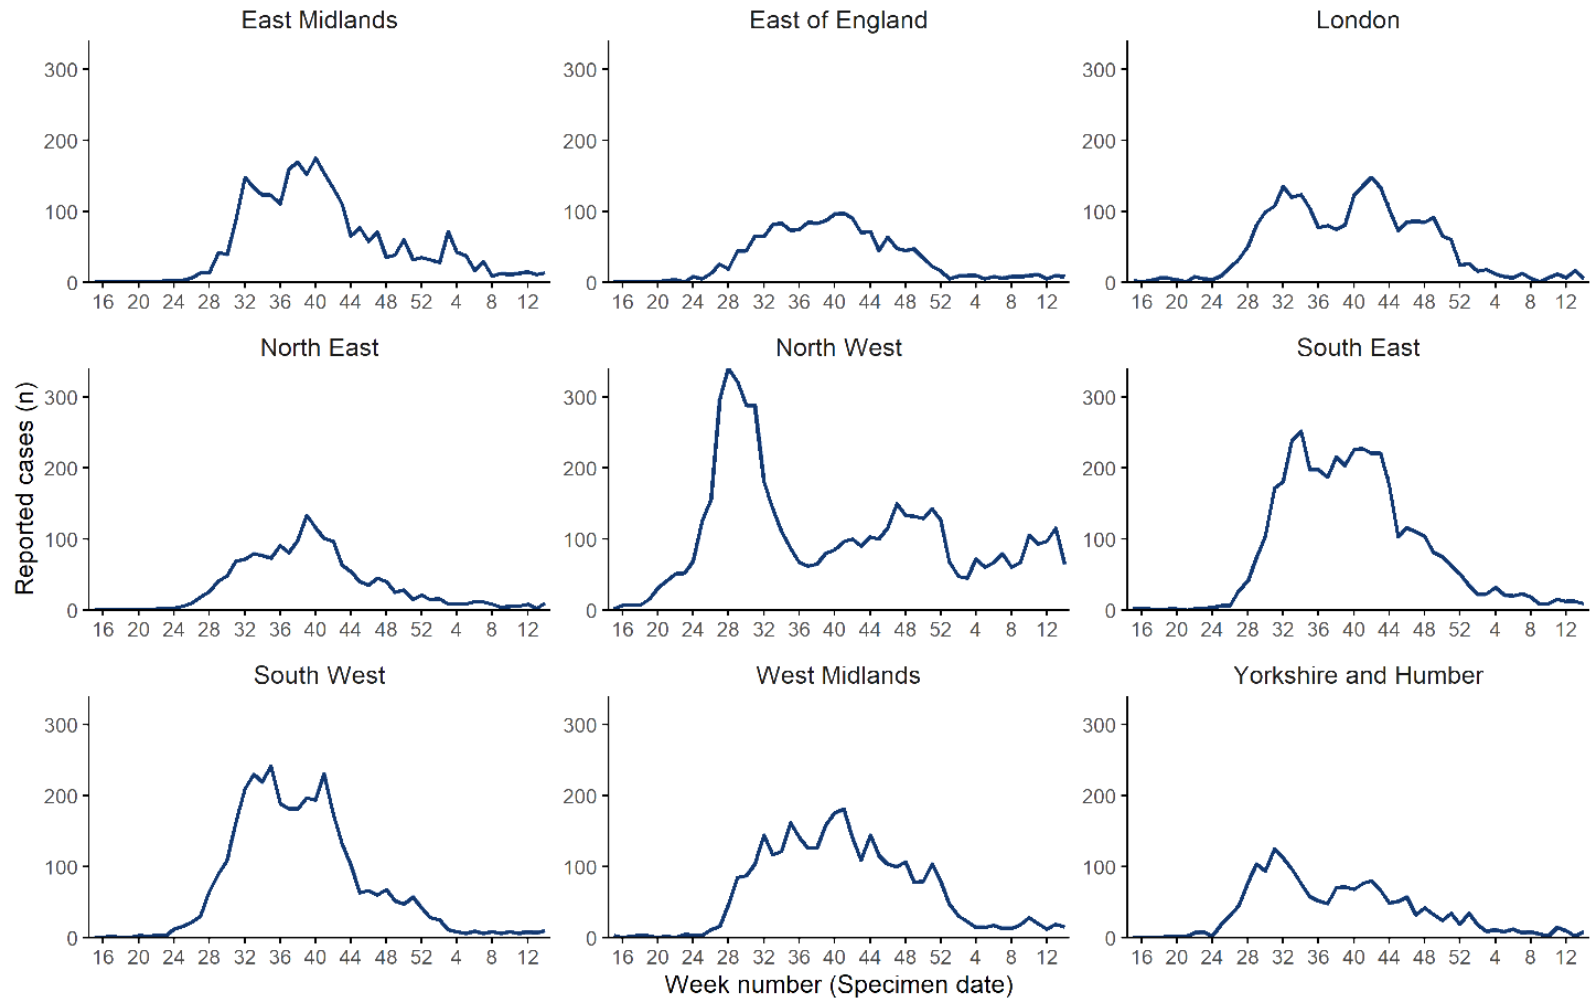 East Midlands East of England London
300 300 300
200 200 200
100 100 100
0 0 0
16 20 24 28 32 36 40 44 48 52 4 8 12 16 20 24 28 32 36 40 44 48 52 4 8 12 16 20 24 28 32 36 40 44 48 52 4 8 12
North East North West South East
Reported cases (n)
300 300 300
200 200 200
100 100 100
0 0 0
16 20 24 28 32 36 40 44 48 52 4 8 12 16 20 24 28 32 36 40 44 48 52 4 8 12 16 20 24 28 32 36 40 44 48 52 4 8 12
South West West Midlands Yorkshire and Humber
300 300 300
200 200 200
100 100 100
0 0 0
16 20 24 28 32 36 40 44 48 52 4 8 12 16 20 24 28 32 36 40 44 48 52 4 8 12 16 20 24 28 32 36 40 44 48 52 4 8 12
Week number (Specimen date)